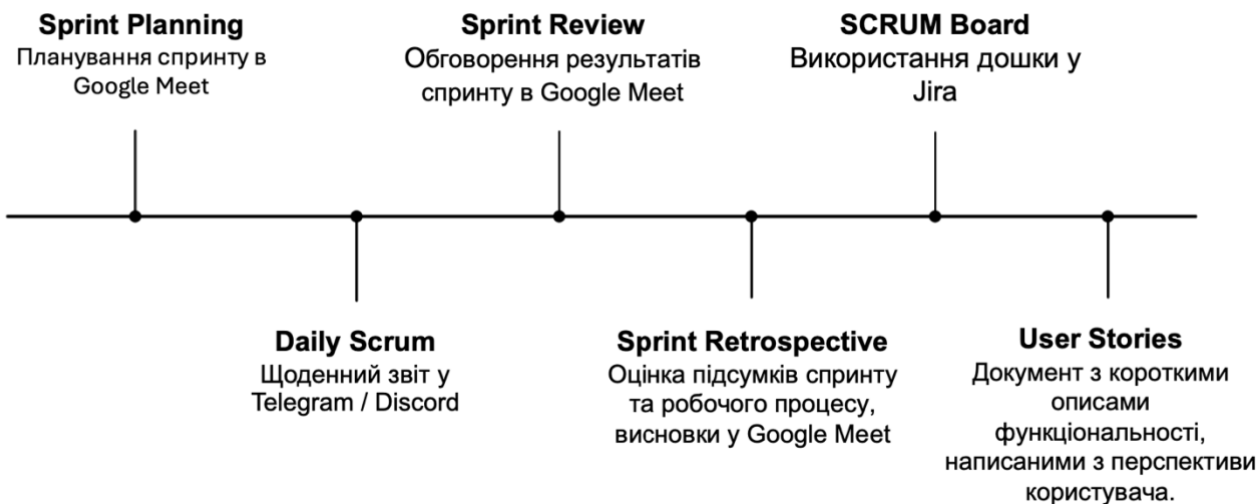 Sprint Planning
Планування спринту в
Google Meet
Sprint Review
Обговорення результатів
спринту в Google Meet
SCRUM Board
Використання дошки у
Jira
Daily Scrum
Щоденний звіт у
Telegram / Discord
Sprint Retrospective
Оцінка підсумків спринту
та робочого процесу,
висновки у Google Meet
User Stories
Документ з короткими
описами
функціональності,
написаними з перспективи
користувача.